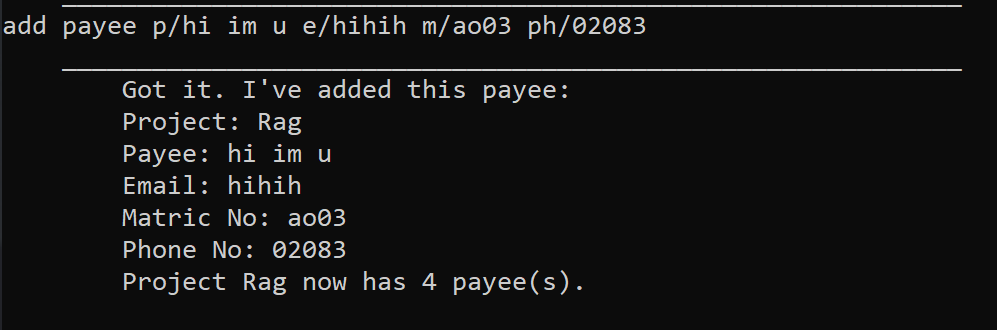 add payee p/hi im u e/hihih m/ao03 ph/02083
Got it. I've added this payee:
Project: Rag
Payee: hi im u
Email: hihih
Matric No: ao03
Phone No: 02083
Project Rag now has 4 payee(s).